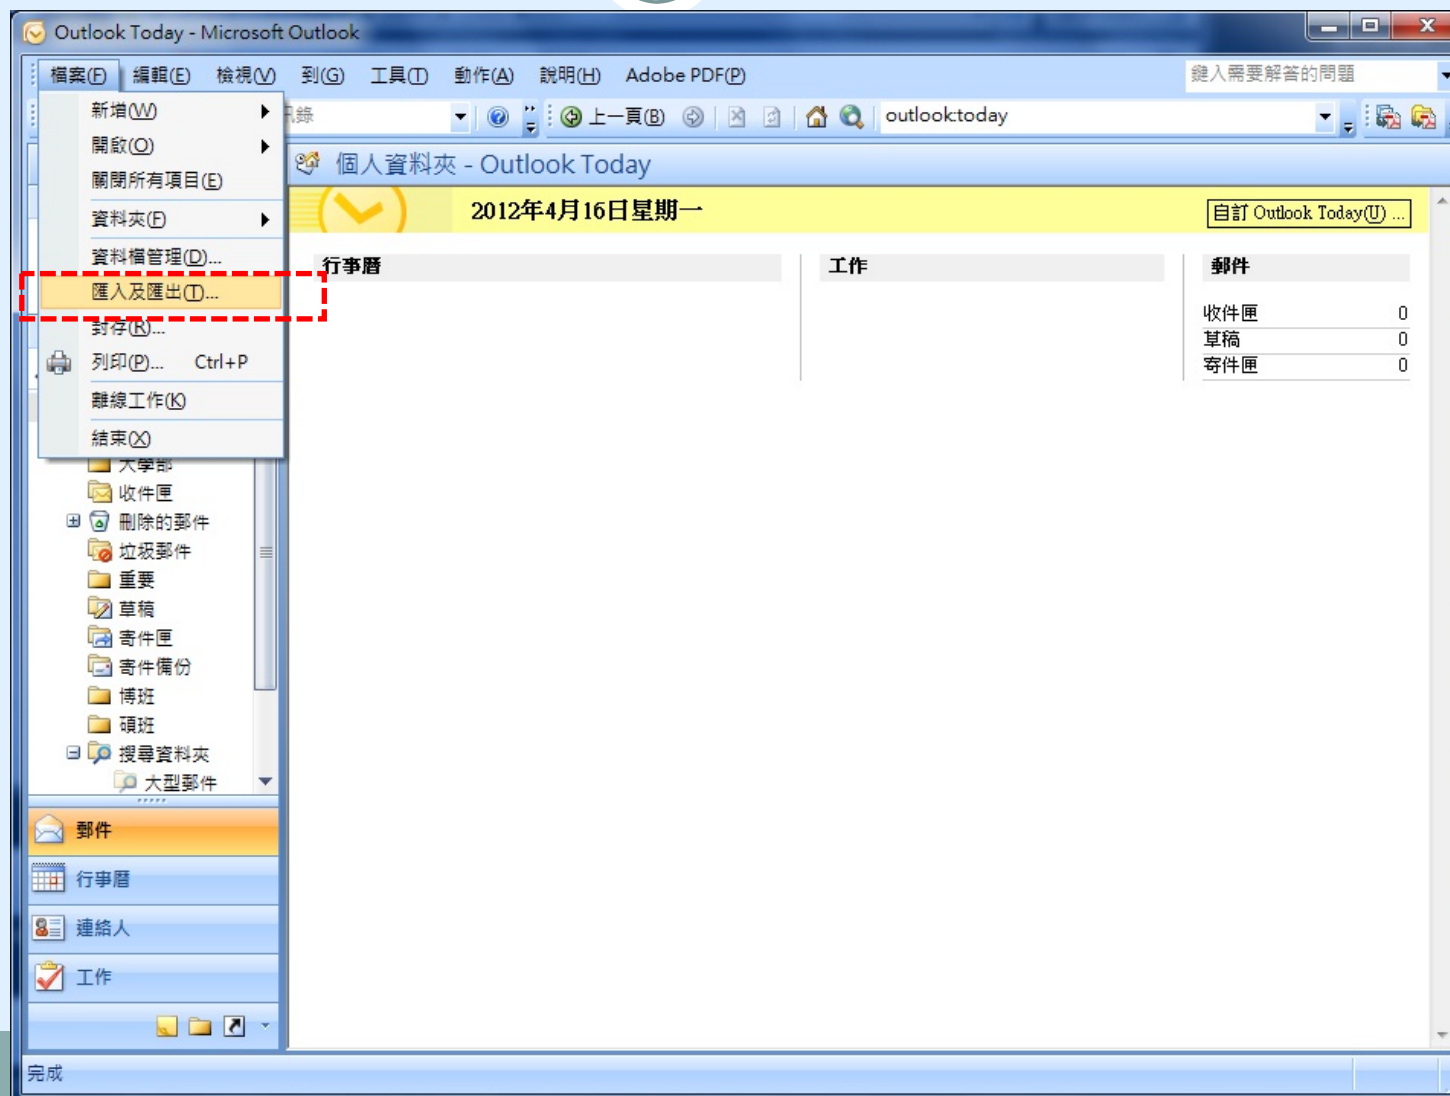 Outlook Today - Microsoft Outlook
檔案(F) 編輯(E) 檢視(V) 到(G) 工具(T) 動作(A) 說明(H) Adobe PDF(P) 鍵入需要解答的問題
上一頁(B) outlook:today
新增(W)
開啟(O)
關閉所有項目(E)
資料夾(F)
資料檔管理(D)...
匯入及匯出(T)...
封存(R)...
列印(P)... Ctrl+P
離線工作(K)
結束(X)
個人資料夾 - Outlook Today
2012年4月16日星期一 自訂 Outlook Today(U) ...
行事曆 工作 郵件
收件匣 0
草稿 0
寄件匣 0
大學部
收件匣
刪除的郵件
垃圾郵件
重要
草稿
寄件匣
寄件備份
博班
碩班
搜尋資料夾
大型郵件
郵件
行事曆
連絡人
工作
完成